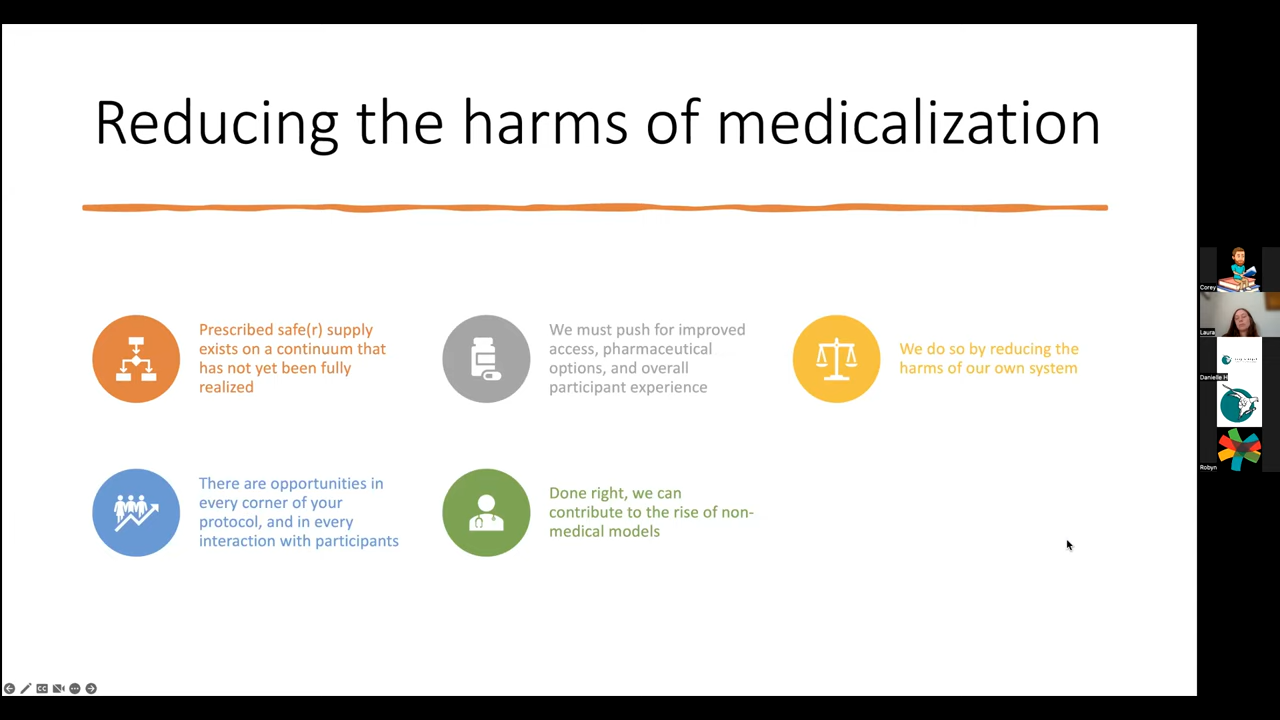 Reducing the harms of medicalization
Prescribed safe(r) supply
exists on a continuum that
has not yet been fully
realized
We must push for improved
access, pharmaceutical
options, and overall
participant experience
We do so by reducing the
harms of our own system
There are opportunities in
every corner of your
protocol, and in every
interaction with participants
Done right, we can
contribute to the rise of non-
medical models
Corey
Laura
Danielle H
Robyn
CC